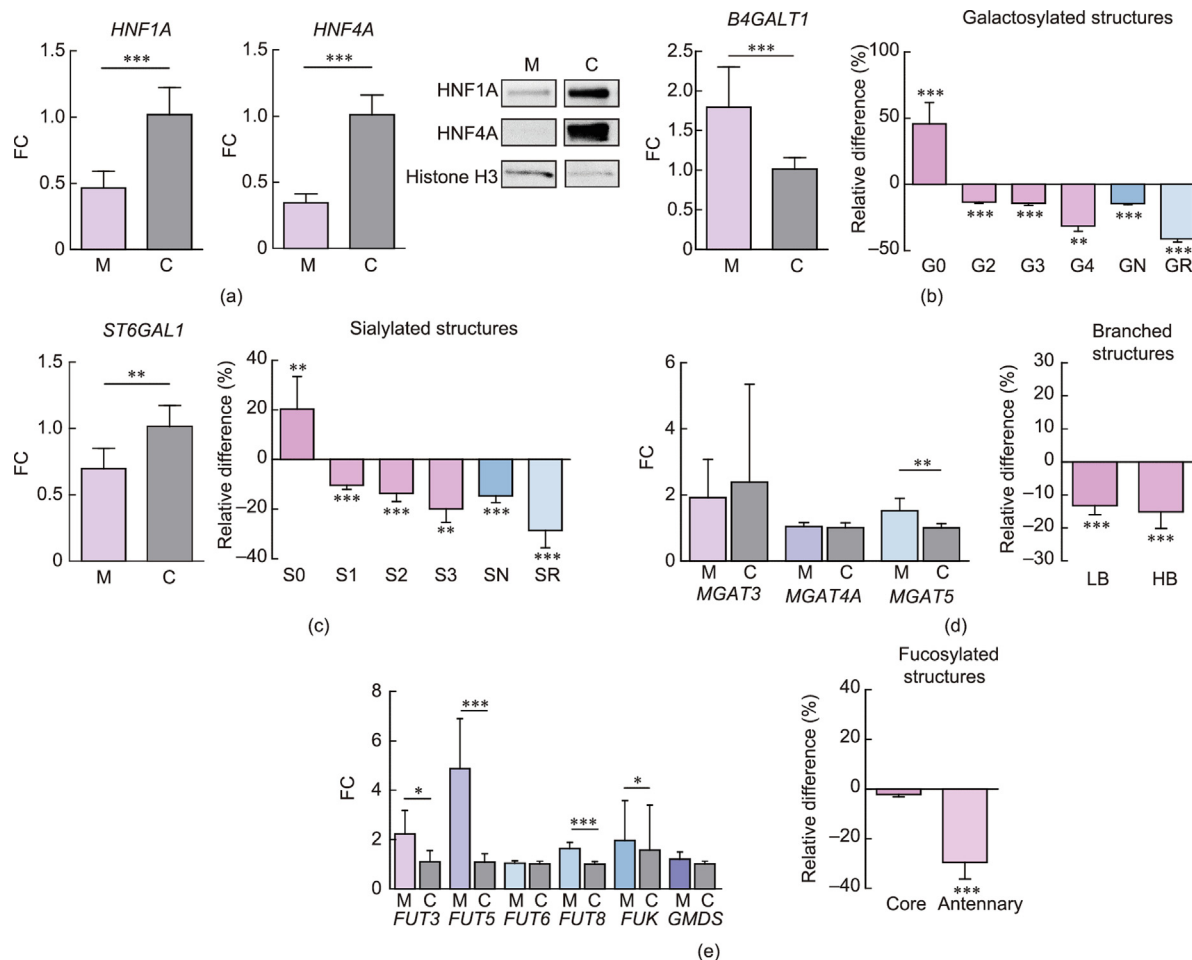 HNF1A
1.5
***
1.0
FC
0.5
0
M
C
HNF4A
1.5
***
1.0
FC
0.5
0
M
C
M C
HNF1A
HNF4A
Histone H3
(a)
B4GALT1
2.5
***
2.0
FC
1.5
1.0
0.5
0
M
C
Galactosylated structures
Relative difference (%)
100
50
0
−50
***
***
***
**
***
***
G0 G2 G3 G4 GN GR
(b)
ST6GAL1
1.5
**
1.0
FC
0.5
0
M
C
Sialylated structures
Relative difference (%)
40
20
0
−20
−40
**
***
***
**
***
***
S0 S1 S2 S3 SN SR
(c)
6
4
FC
2
0
**
M C M C M C
MGAT3 MGAT4A MGAT5
Branched
structures
Relative difference (%)
30
20
10
0
−10
−20
−30
***
***
LB HB
(d)
8
6
FC
4
2
0
*
***
***
*
M C M C M C M C M C M C
FUT3 FUT5 FUT6 FUT8 FUK GMDS
Fucosylated
structures
Relative difference (%)
40
20
0
−20
−40
***
Core Antennary
(e)